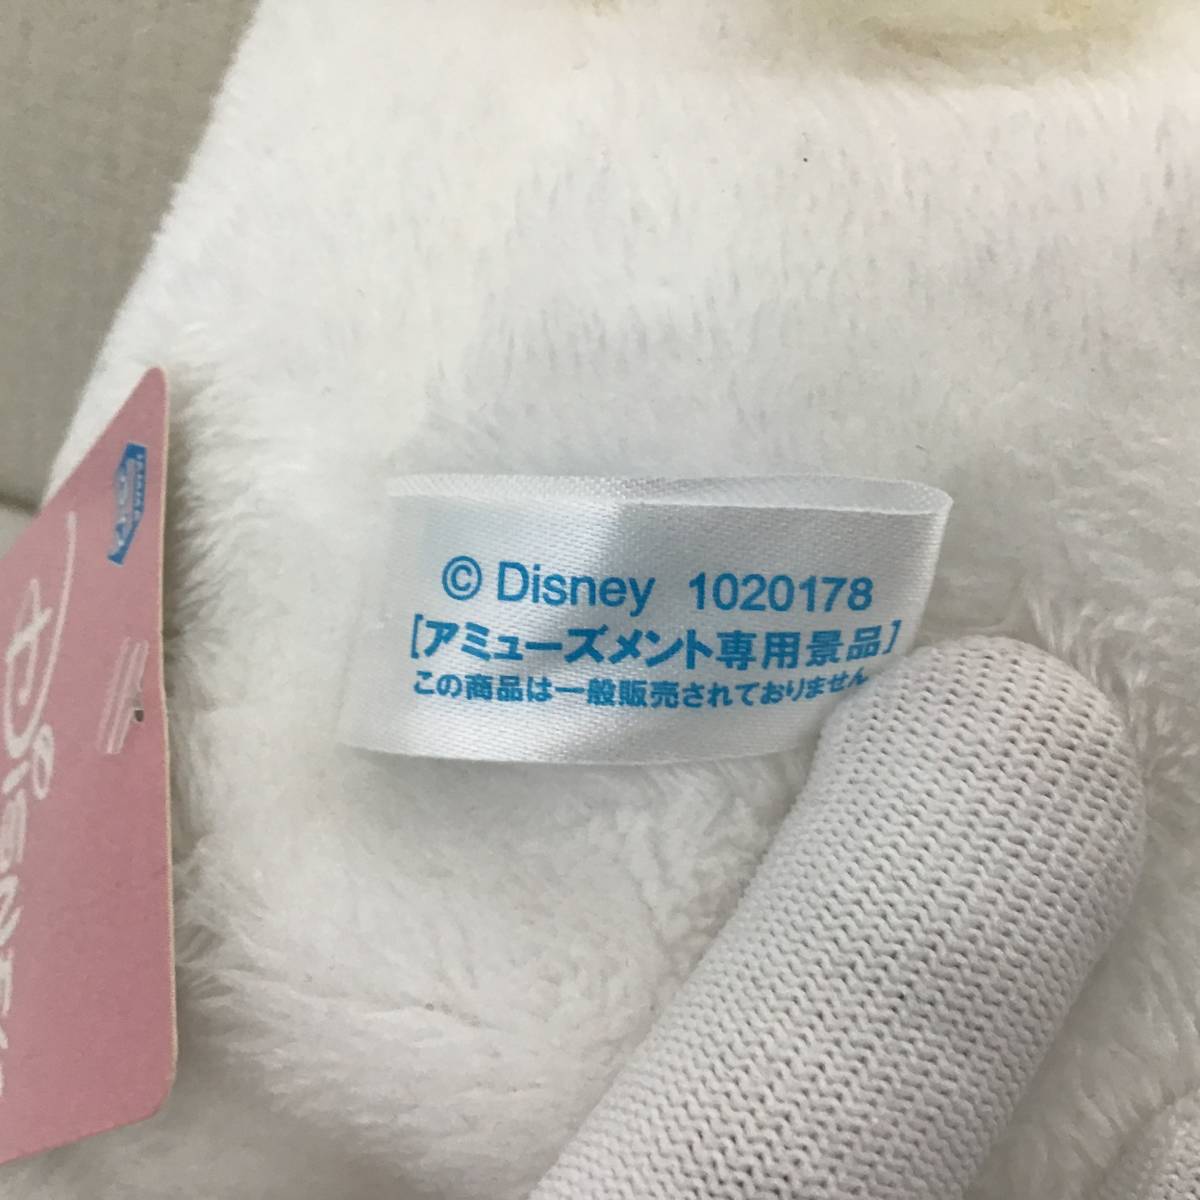 © Disney 1020178
[アミューズメント専用景品]
この商品は一般販売されておりません
Disney